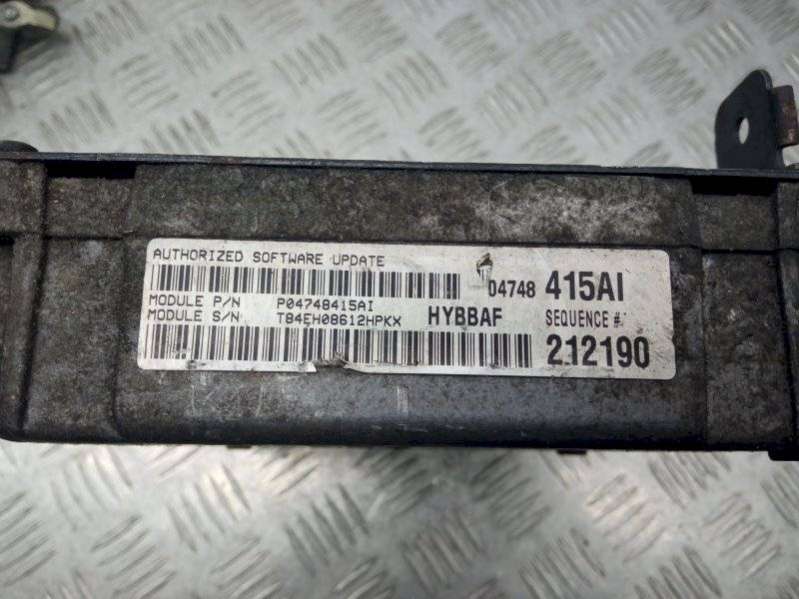 AUTHORIZED SOFTWARE UPDATE
04748 415AI
MODULE P/N P04748415AI
MODULE S/N T84EH08612HPKX
HYBBAF
SEQUENCE #:
212190